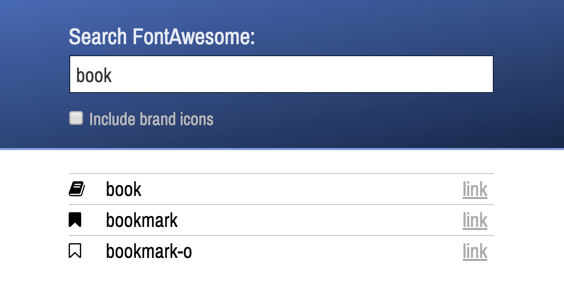 Search FontAwesome:
book
Include brand icons
book link
bookmark link
bookmark-o link